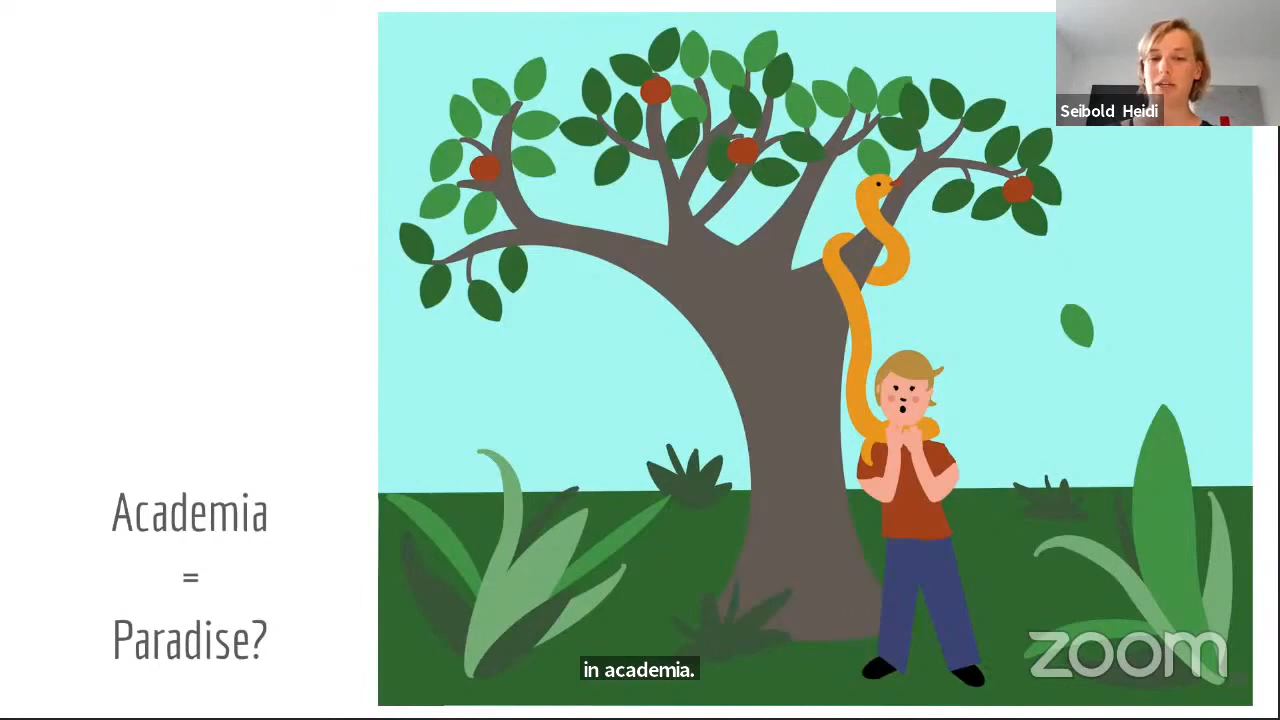 Seibold Heidi
Academia
=
Paradise?
in academia.
zoom